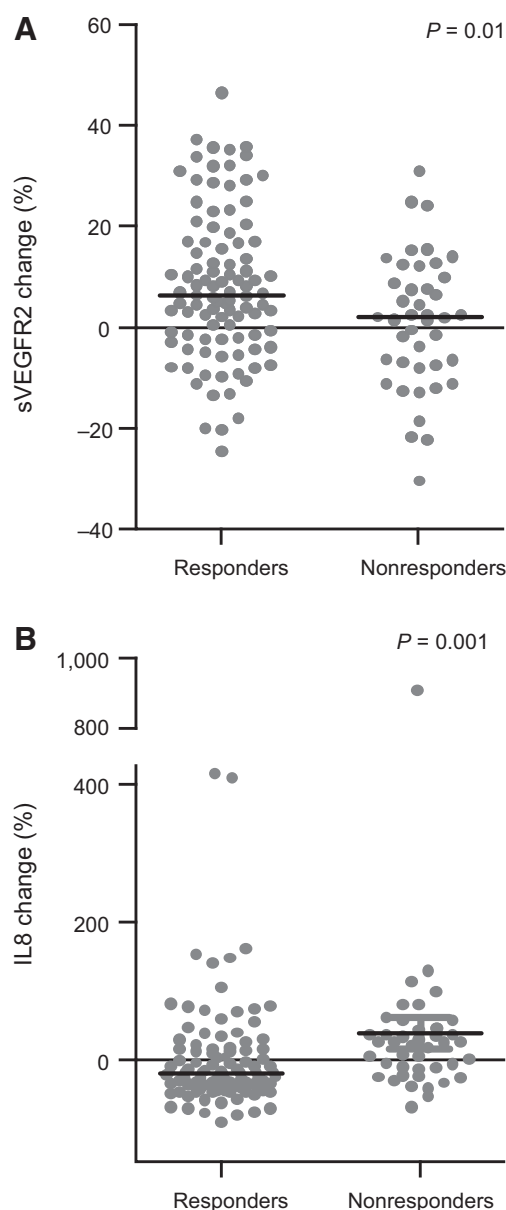 A
P = 0.01
sVEGFR2 change (%)
60
40
20
0
–20
–40
Responders
Nonresponders
B
P = 0.001
IL8 change (%)
1,000
800
400
200
0
Responders
Nonresponders